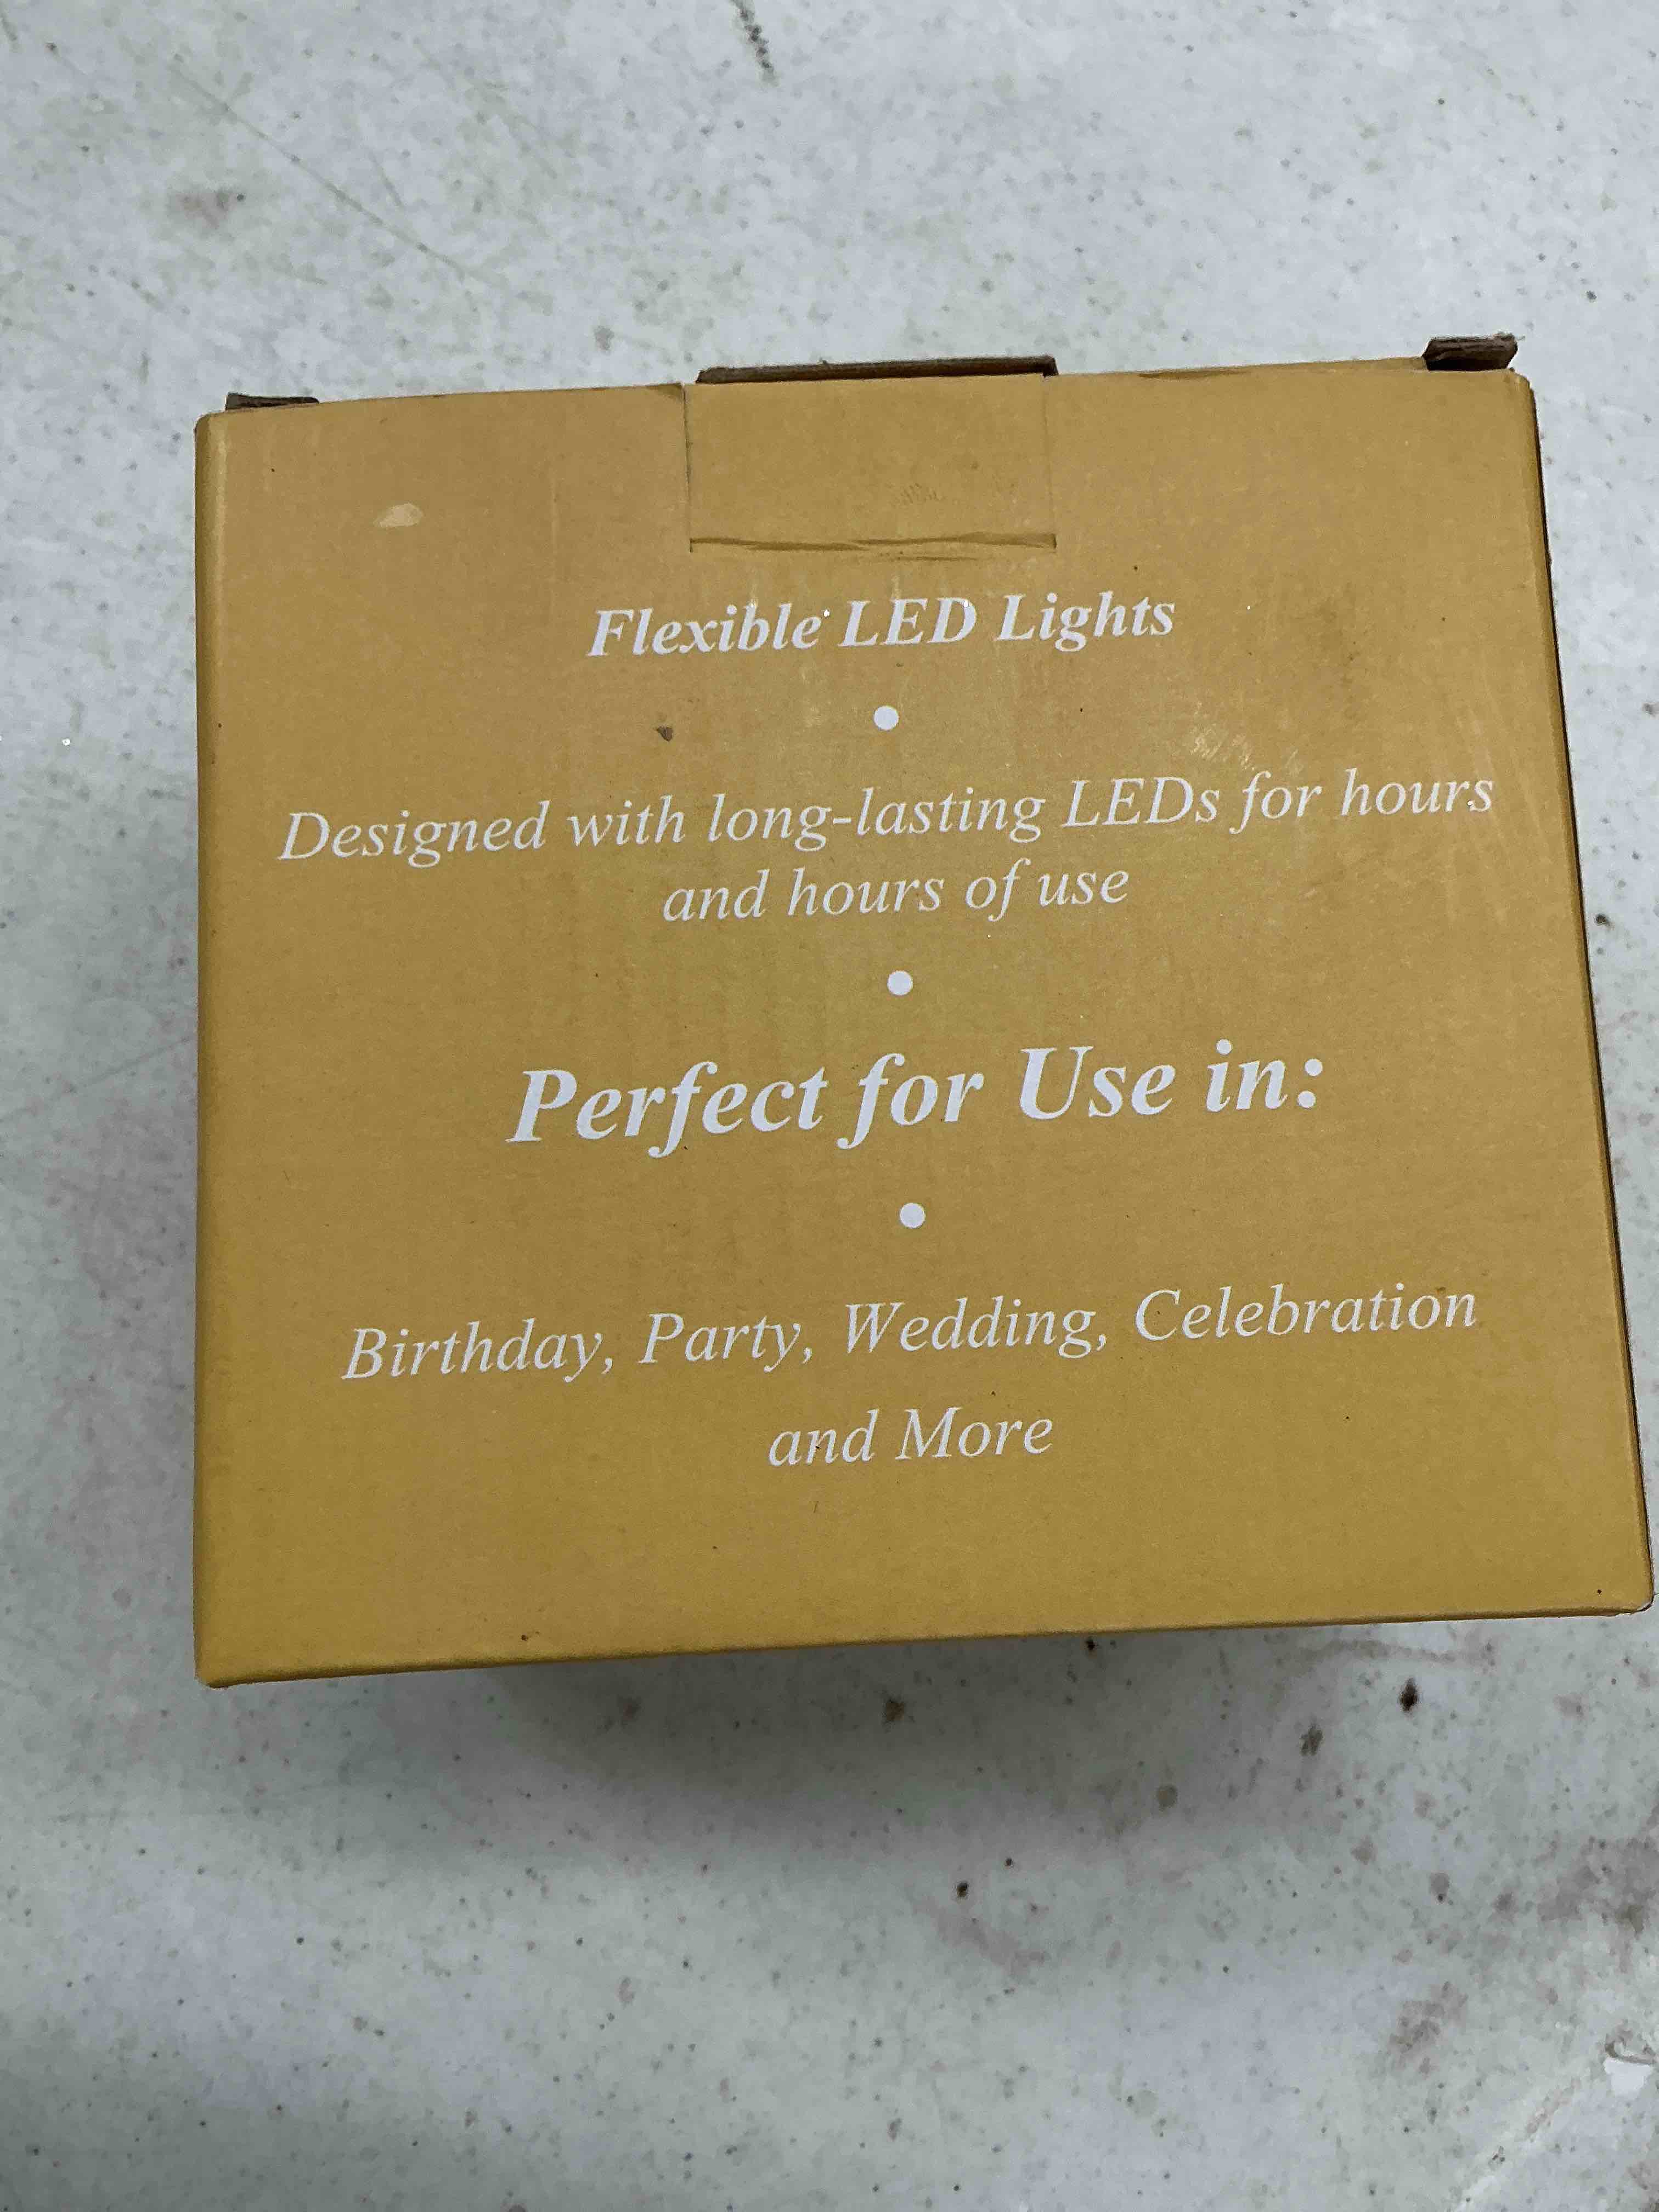 Flexible LED Lights
•
Designed with long-lasting LEDs for hours
and hours of use
•
Perfect for Use in:
•
Birthday, Party, Wedding, Celebration
and More